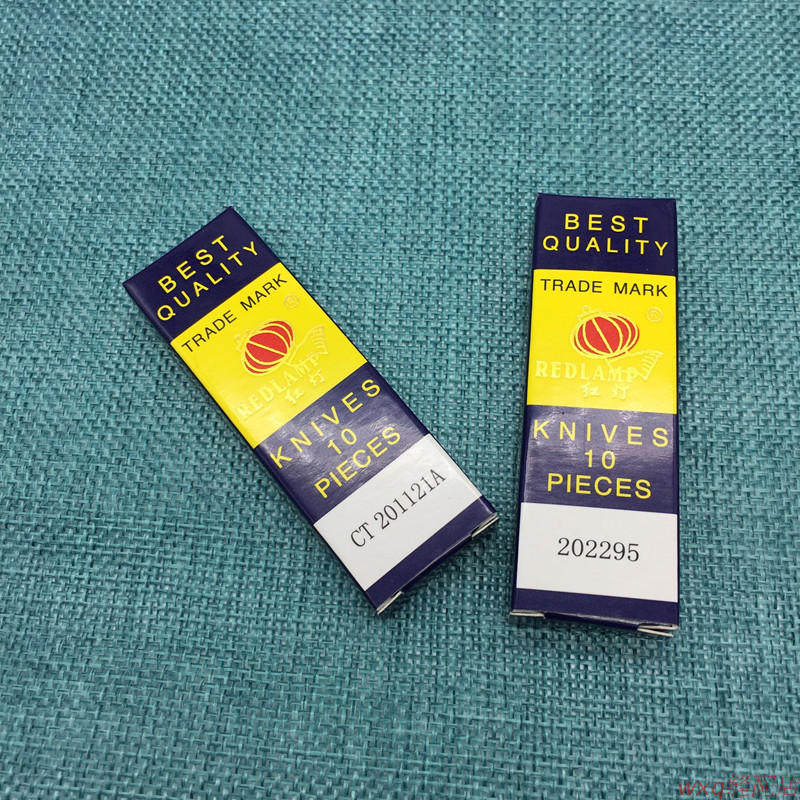 BEST
QUALITY
TRADE MARK
®
REDLAMP
红灯
KNIVES
10
PIECES
CT 201121A
BEST
QUALITY
TRADE MARK
®
REDLAMP
红灯
KNIVES
10
PIECES
202295